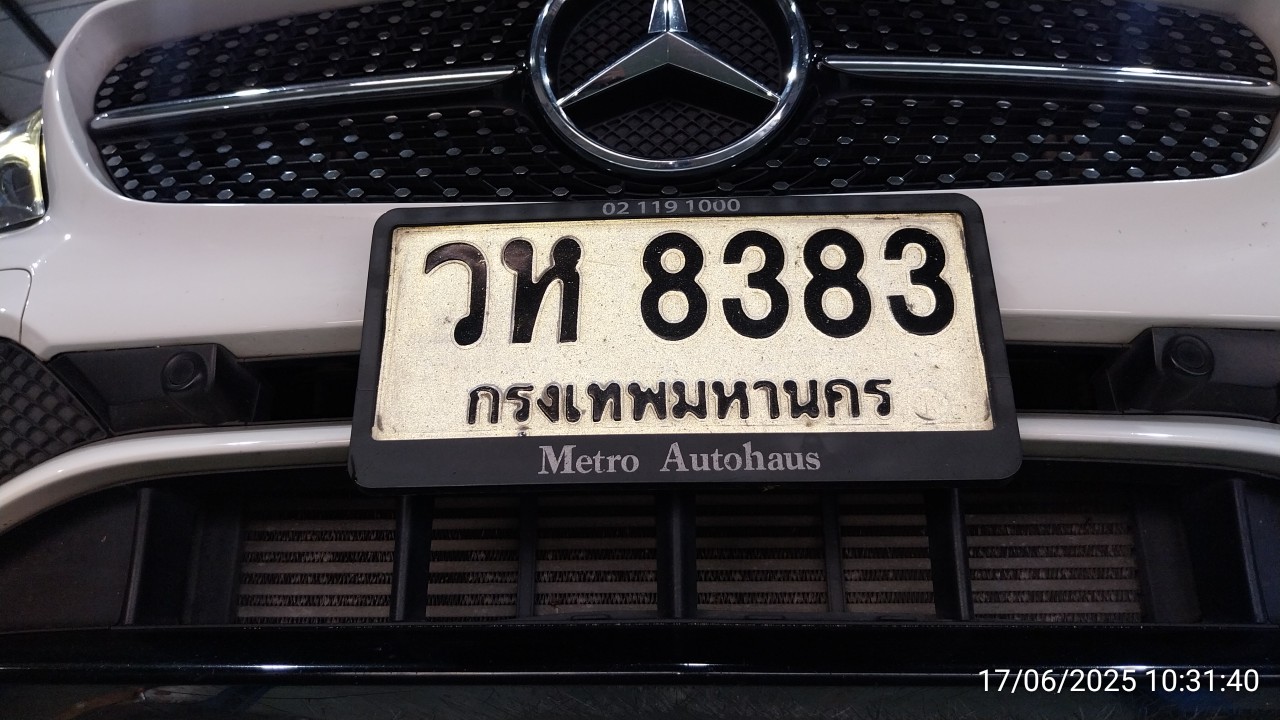 02 119 1000
วห 8383
กรุงเทพมหานคร
Metro Autohaus
17/06/2025 10:31:40